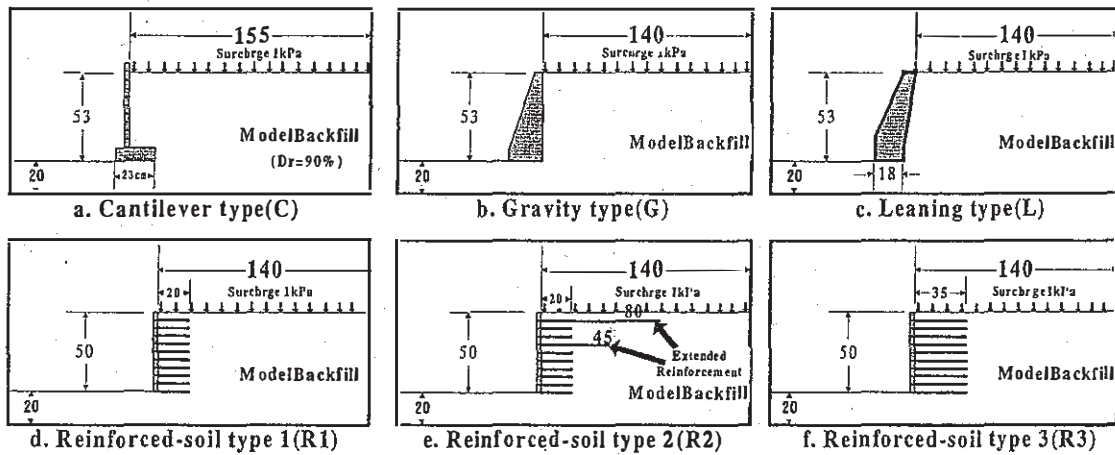 155
Surchrge 1kPa
53
ModelBackfill
(Dr=90%)
20
23cm
a. Cantilever type(C)
140
Surchrge 1kPa
53
ModelBackfill
20
b. Gravity type(G)
140
Surchrge 1kPa
53
ModelBackfill
20
18
c. Leaning type(L)
140
20
Surchrge 1kPa
50
ModelBackfill
20
d. Reinforced-soil type 1(R1)
140
20
Surchrge 1kPa
80
45
50
Extended
Reinforcement
ModelBackfill
20
e. Reinforced-soil type 2(R2)
140
35
Surchrge 1kPa
50
ModelBackfill
20
f. Reinforced-soil type 3(R3)